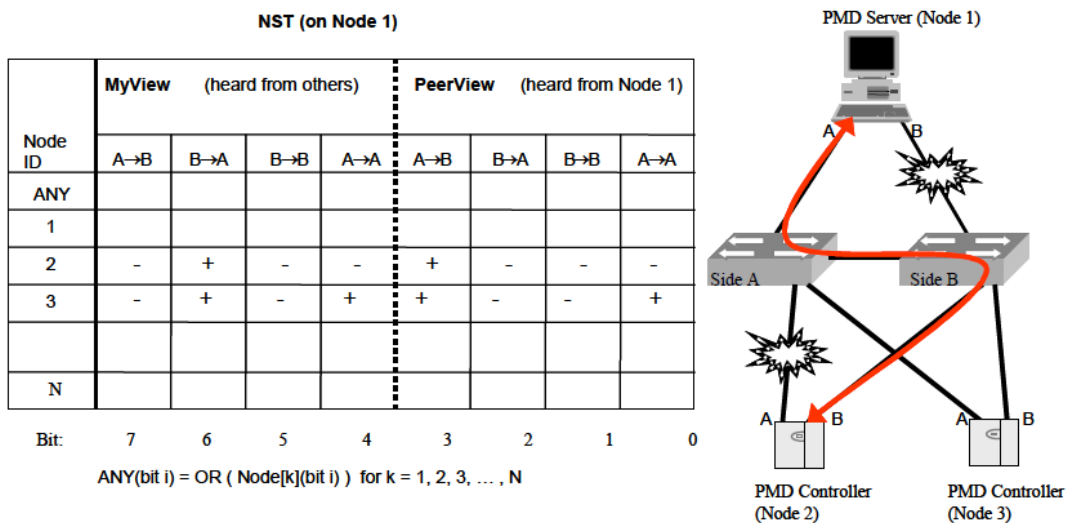 NST (on Node 1)
MyView (heard from others) PeerView (heard from Node 1)
Node ID A→B B→A B→B A→A A→B B→A B→B A→A
ANY
1
2 - + - - + - - -
3 - + - + + - - +
N
Bit: 7 6 5 4 3 2 1 0
ANY(bit i) = OR ( Node[k](bit i) ) for k = 1, 2, 3, … , N
PMD Server (Node 1)
A B
Side A Side B
A B A B
PMD Controller PMD Controller
(Node 2) (Node 3)